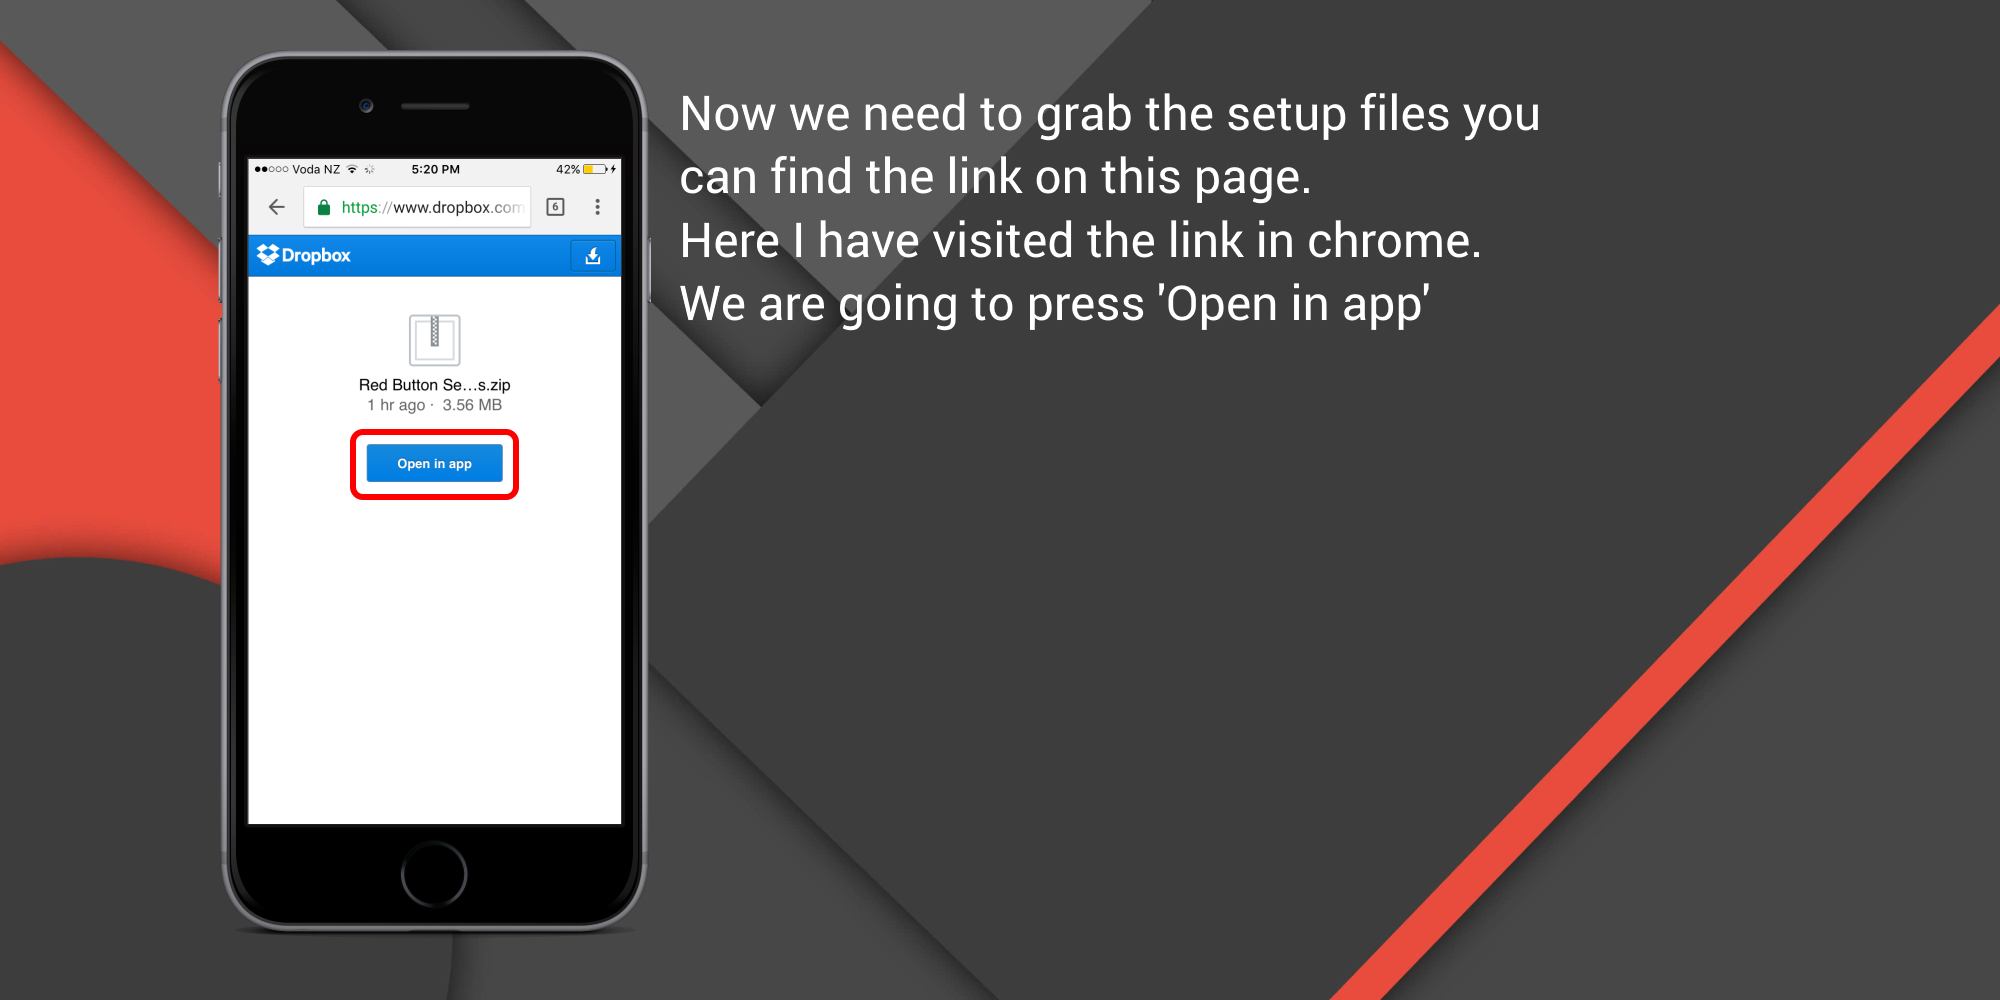 Now we need to grab the setup files you
can find the link on this page.
Here I have visited the link in chrome.
We are going to press 'Open in app'
Voda NZ 5:20 PM 42%
https://www.dropbox.com 6
Dropbox
Red Button Se...s.zip
1 hr ago · 3.56 MB
Open in app